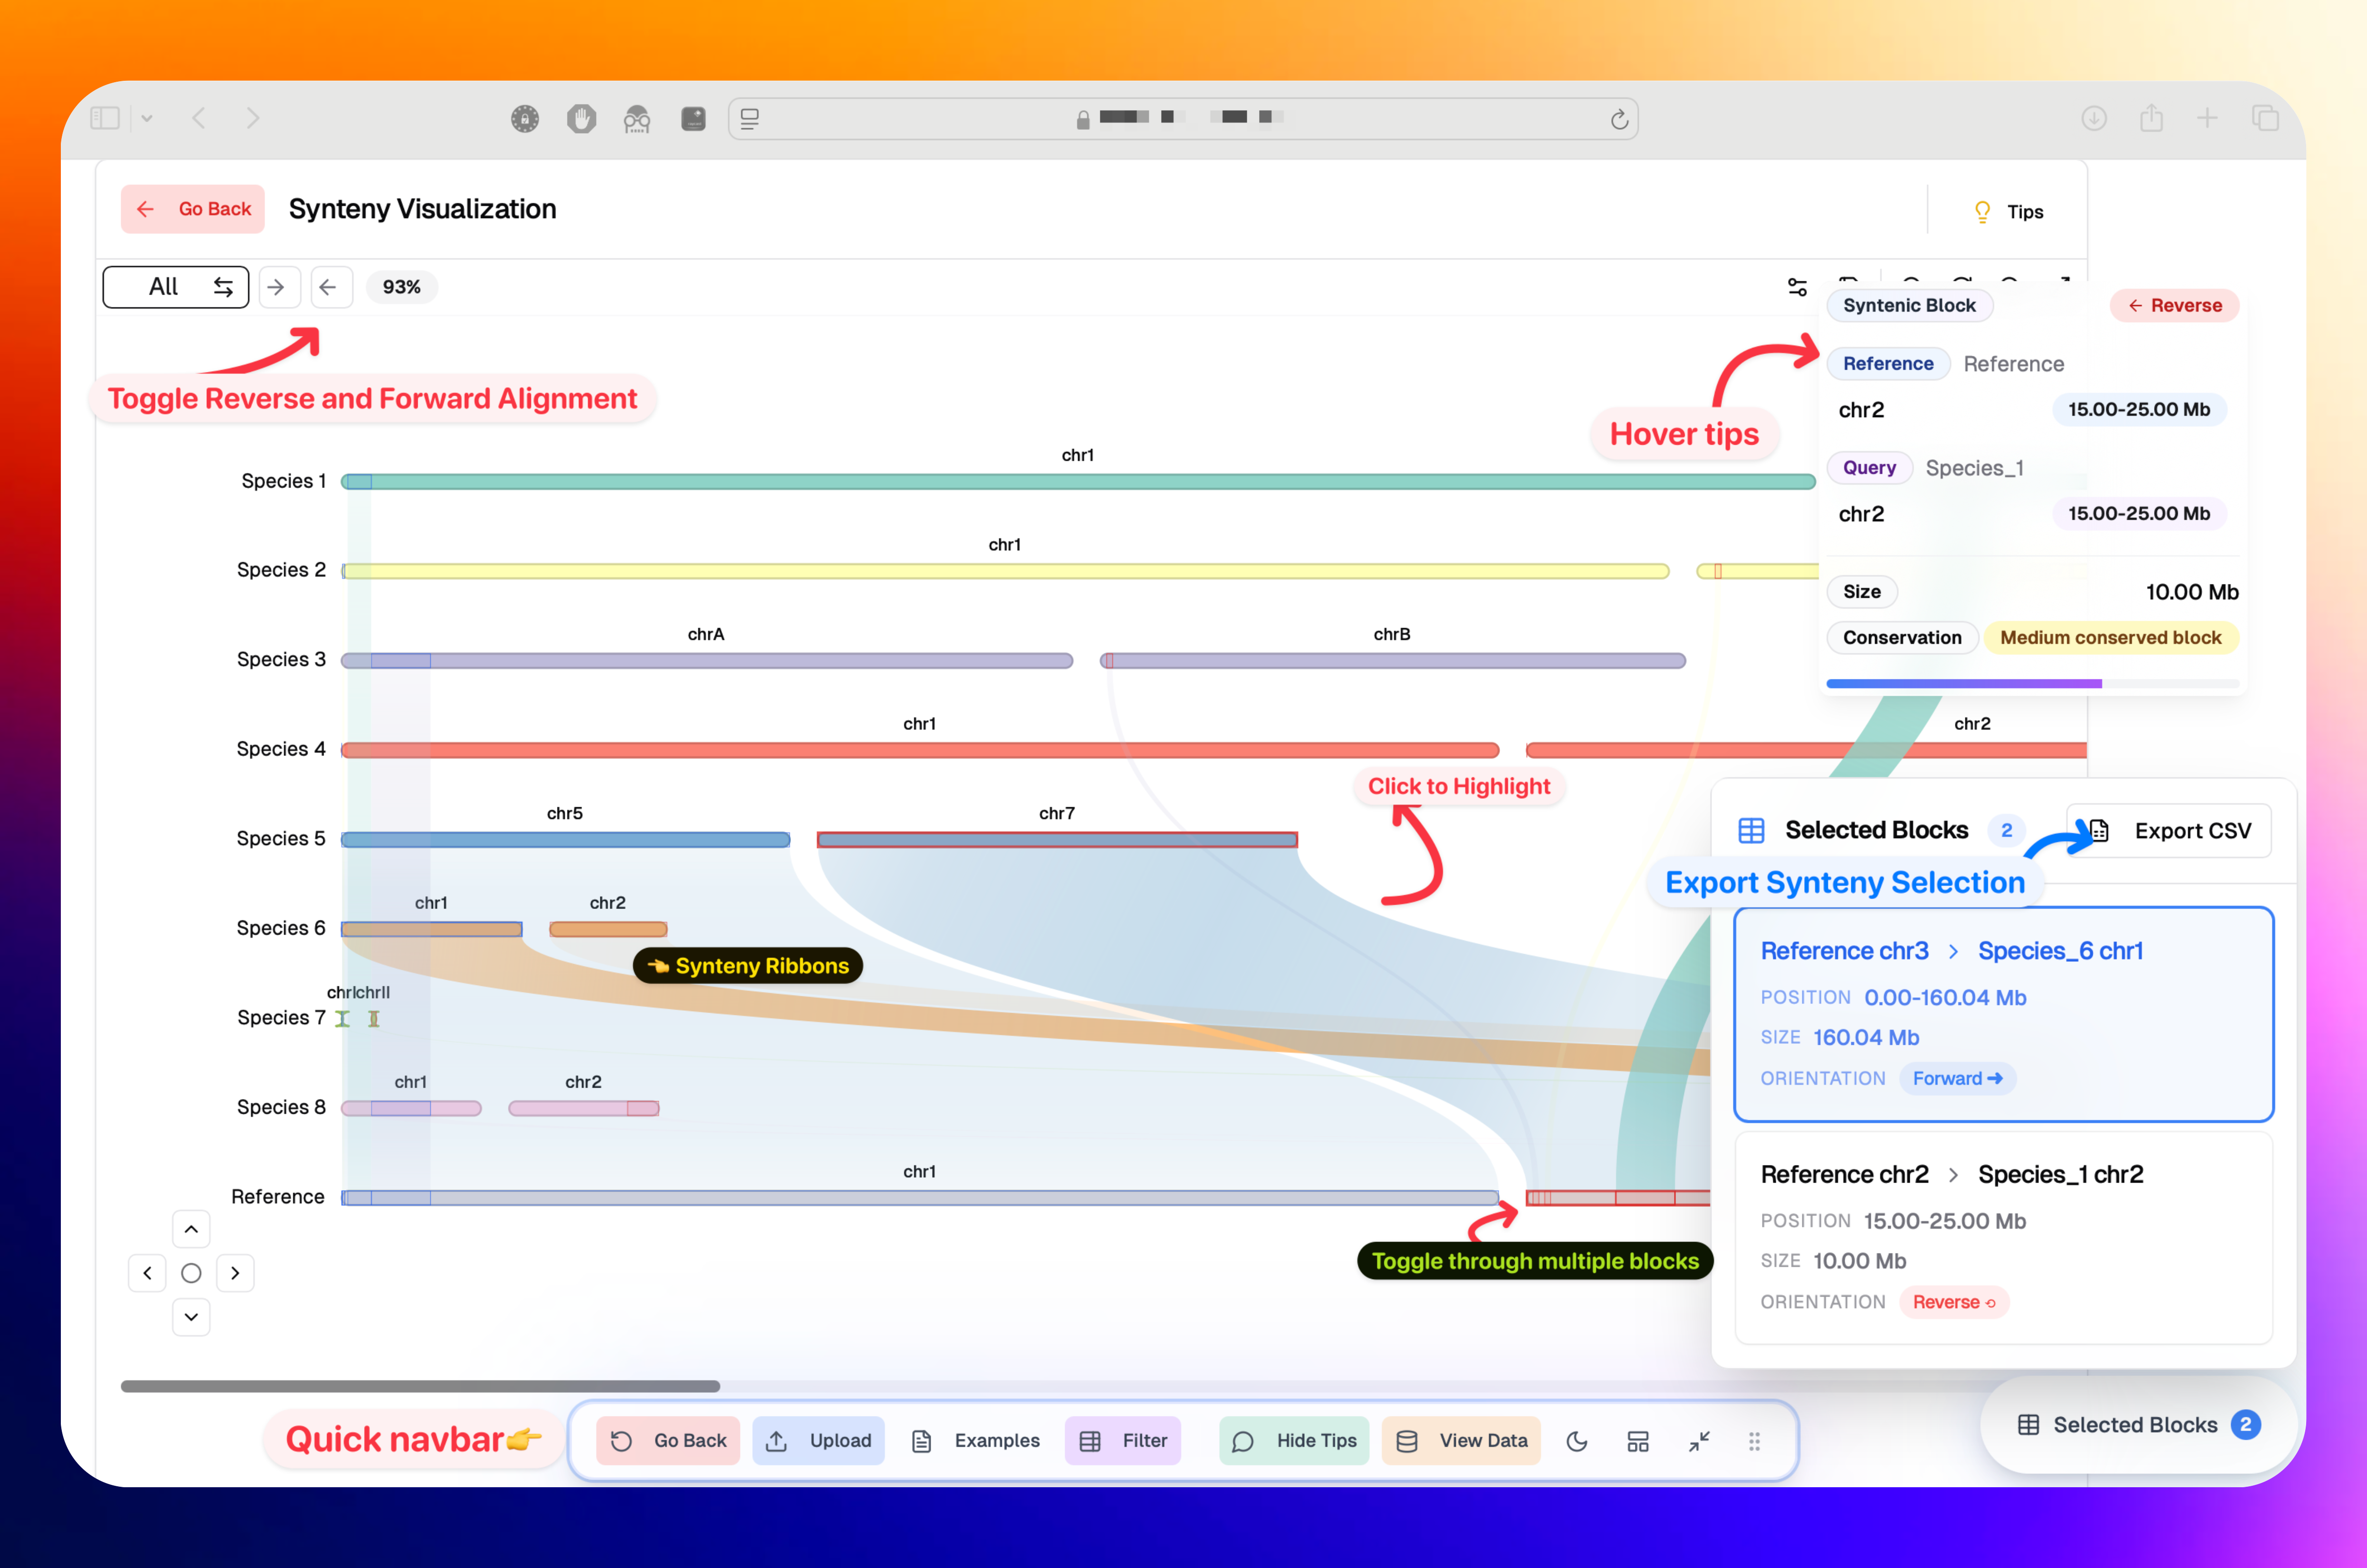 Go Back
Synteny Visualization
Tips
All
93%
Toggle Reverse and Forward Alignment
Hover tips
Syntenic Block
Reverse
Reference Reference
chr2 15.00-25.00 Mb
Query Species_1
chr2 15.00-25.00 Mb
Size 10.00 Mb
Conservation Medium conserved block
chr1
Species 1
chr1
Species 2
chrA chrB
Species 3
chr1 chr2
Species 4
Click to Highlight
chr5 chr7
Species 5
chr1 chr2
Species 6
Synteny Ribbons
chrIchrII
Species 7
chr1 chr2
Species 8
chr1
Reference
Toggle through multiple blocks
Selected Blocks 2
Export CSV
Export Synteny Selection
Reference chr3 > Species_6 chr1
POSITION 0.00-160.04 Mb
SIZE 160.04 Mb
ORIENTATION Forward
Reference chr2 > Species_1 chr2
POSITION 15.00-25.00 Mb
SIZE 10.00 Mb
ORIENTATION Reverse
Quick navbar
Go Back
Upload
Examples
Filter
Hide Tips
View Data
Selected Blocks 2